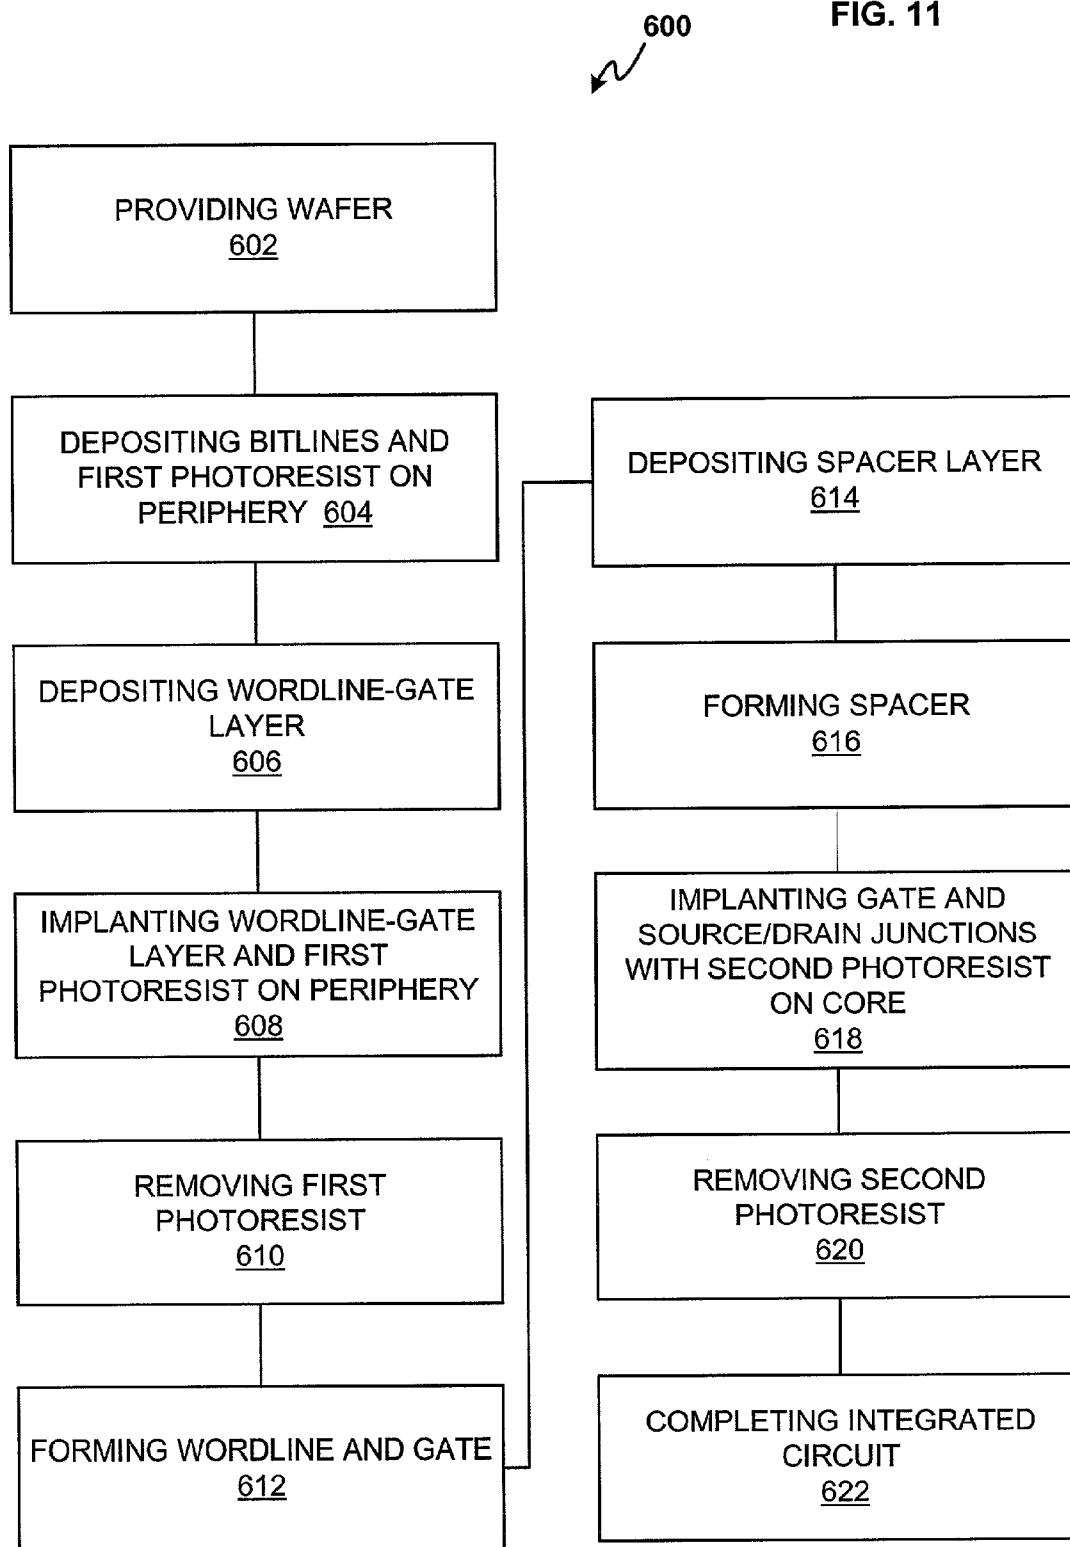 FIG. 11
600
PROVIDING WAFER
602
DEPOSITING BITLINES AND
FIRST PHOTORESIST ON
PERIPHERY 604
DEPOSITING WORDLINE-GATE
LAYER
606
IMPLANTING WORDLINE-GATE
LAYER AND FIRST
PHOTORESIST ON PERIPHERY
608
REMOVING FIRST
PHOTORESIST
610
FORMING WORDLINE AND GATE
612
DEPOSITING SPACER LAYER
614
FORMING SPACER
616
IMPLANTING GATE AND
SOURCE/DRAIN JUNCTIONS
WITH SECOND PHOTORESIST
ON CORE
618
REMOVING SECOND
PHOTORESIST
620
COMPLETING INTEGRATED
CIRCUIT
622